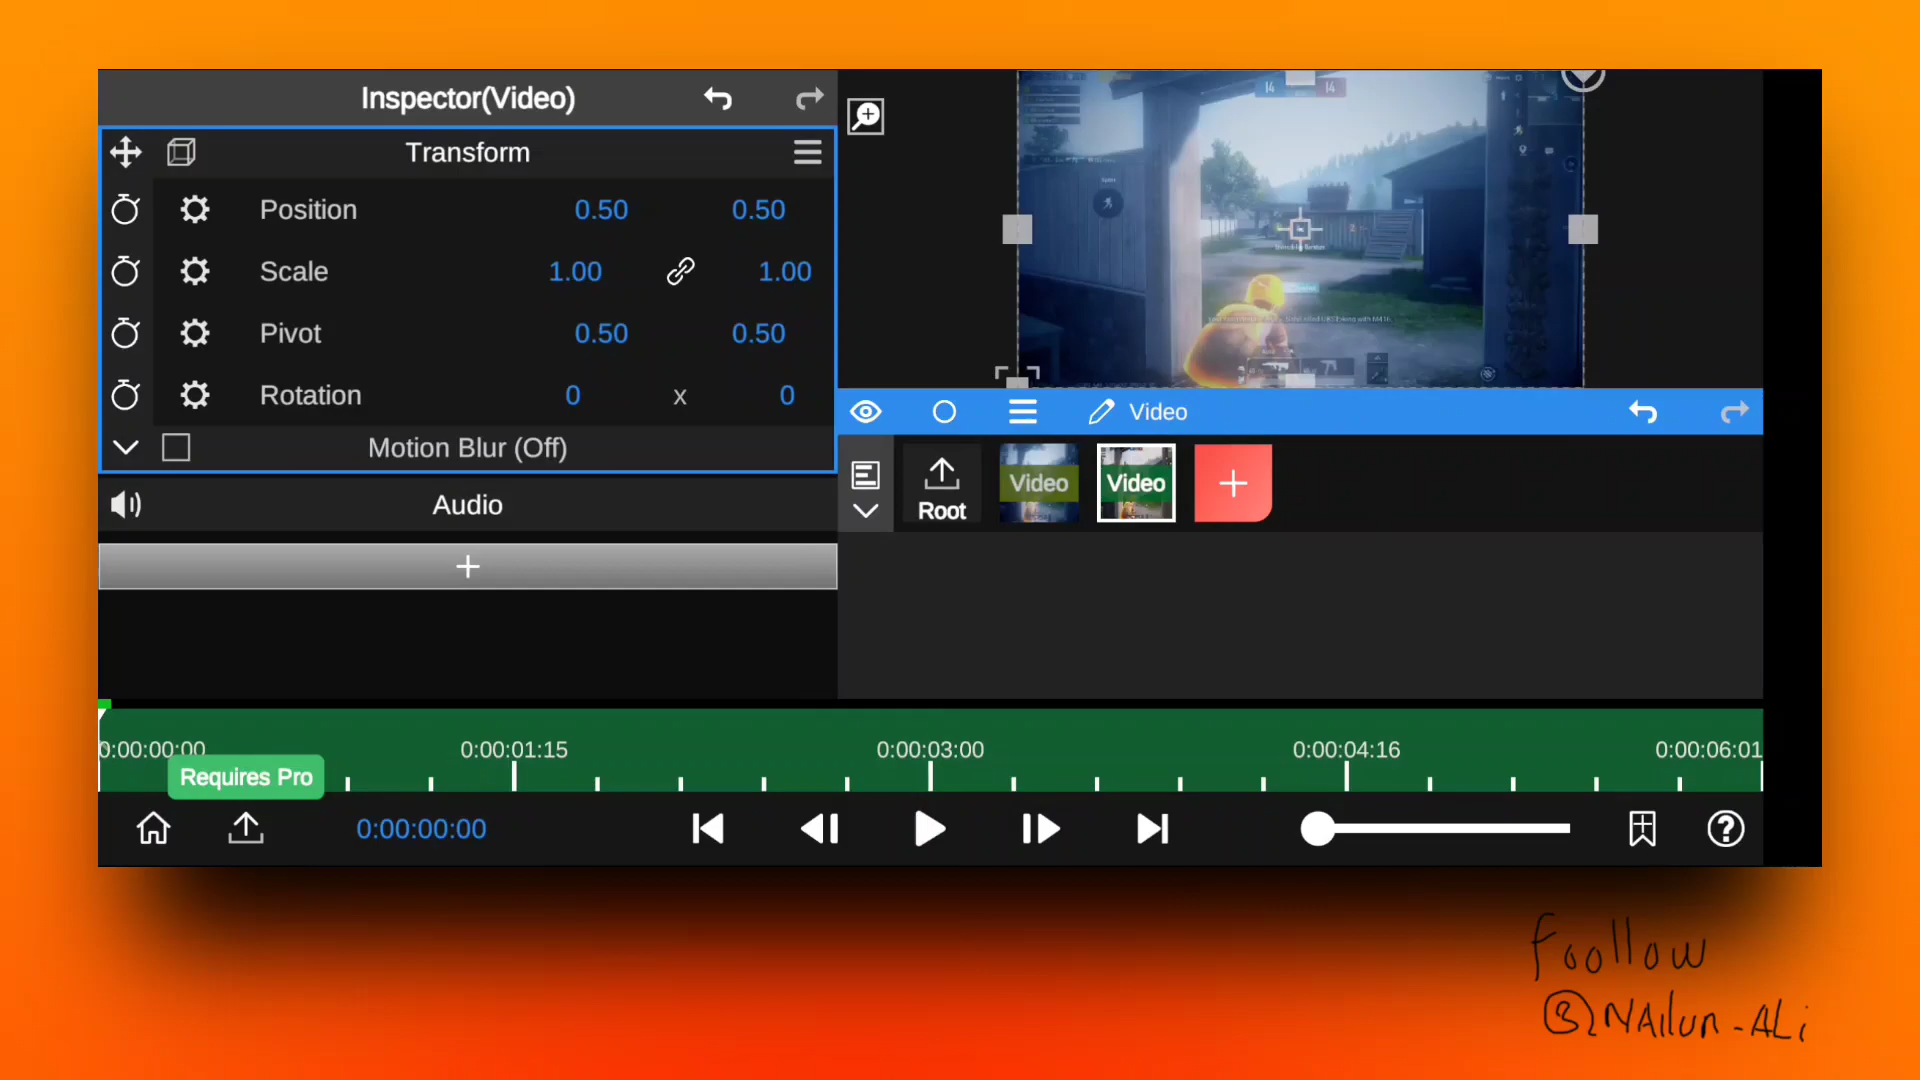 Inspector(Video)
Transform
Position 0.50 0.50
Scale 1.00 1.00
Pivot 0.50 0.50
Rotation 0 x 0
Motion Blur (Off)
Audio
14 14
Video
Root Video Video
0:00:00:00 0:00:01:15 0:00:03:00 0:00:04:16 0:00:06:01
Requires Pro
0:00:00:00
Foollow
@NAilun-ALi